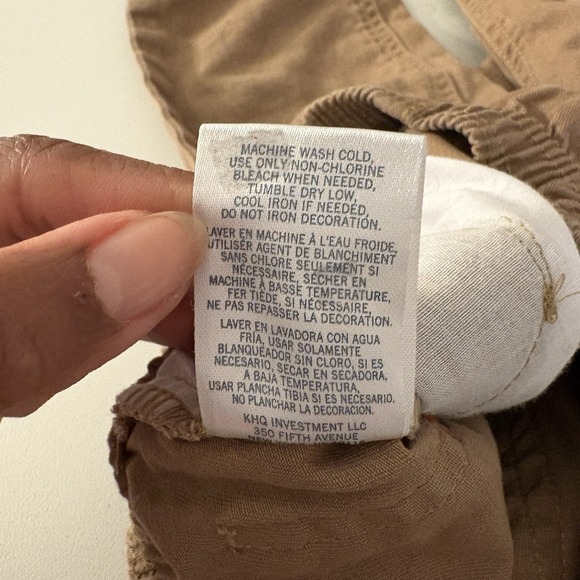 MACHINE WASH COLD,
USE ONLY NON-CHLORINE
BLEACH WHEN NEEDED,
TUMBLE DRY LOW,
COOL IRON IF NEEDED,
DO NOT IRON DECORATION.
LAVER EN MACHINE À L'EAU FROIDE,
UTILISER AGENT DE BLANCHIMENT
SANS CHLORE SEULEMENT SI
NÉCESSAIRE, SÉCHER EN
MACHINE À BASSE TEMPÉRATURE,
FER TIÈDE, SI NÉCESSAIRE,
NE PAS REPASSER LA DECORATION.
LAVAR EN LAVADORA CON AGUA
FRÍA, USAR SOLAMENTE
BLANQUEADOR SIN CLORO, SI ES
NECESARIO, SECAR EN SECADORA,
A BAJA TEMPERATURA,
USAR PLANCHA TIBIA SI ES NECESARIO.
NO PLANCHAR LA DECORACION.
KHQ INVESTMENT LLC
350 FIFTH AVENUE
NEW